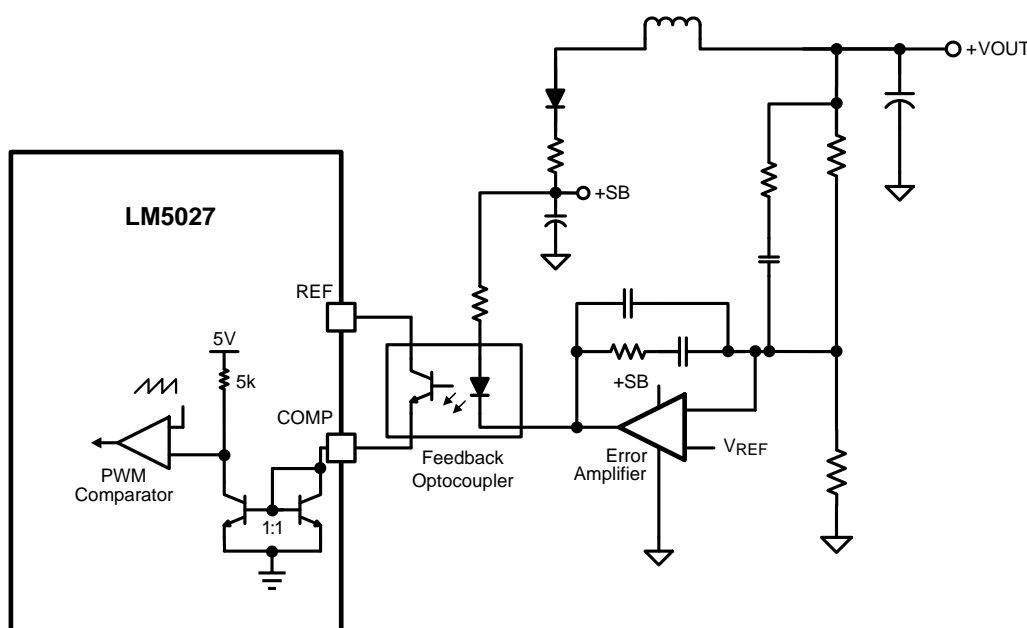 +VOUT
+SB
LM5027
REF
5V
5k
COMP
+SB
VREF
PWM
Comparator
Feedback
Optocoupler
Error
Amplifier
1:1